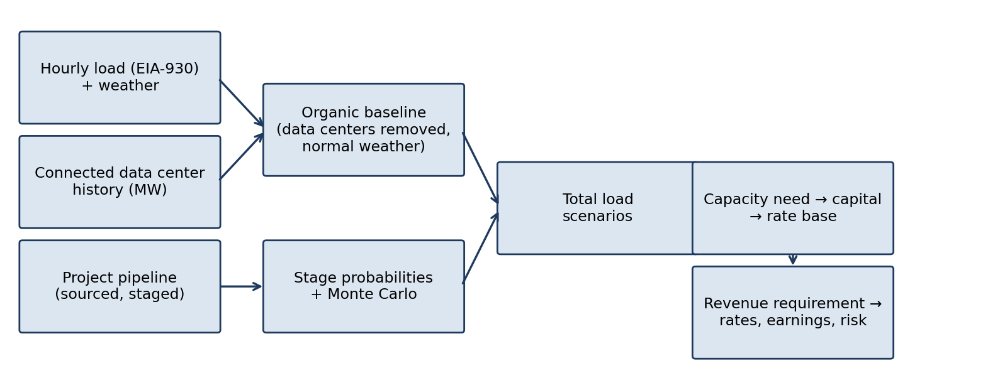 Hourly load (EIA-930)
+ weather
Connected data center
history (MW)
Project pipeline
(sourced, staged)
Organic baseline
(data centers removed,
normal weather)
Stage probabilities
+ Monte Carlo
Total load
scenarios
Capacity need → capital
→ rate base
Revenue requirement →
rates, earnings, risk